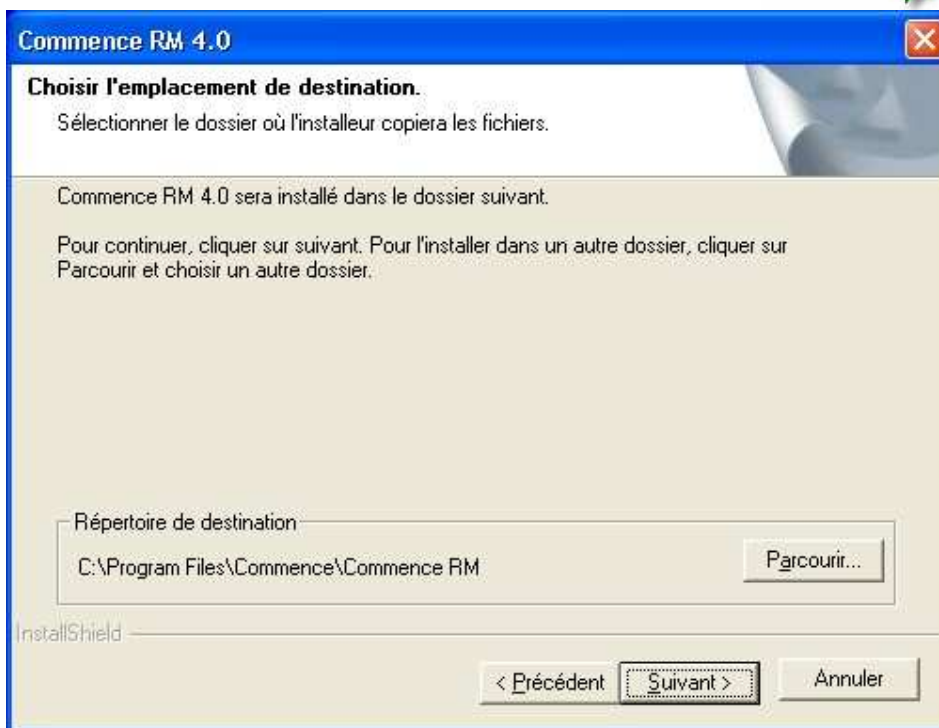 Commence RM 4.0
Choisir l'emplacement de destination.
Sélectionner le dossier où l'installeur copiera les fichiers.
Commence RM 4.0 sera installé dans le dossier suivant.
Pour continuer, cliquer sur suivant. Pour l'installer dans un autre dossier, cliquer sur
Parcourir et choisir un autre dossier.
Répertoire de destination
C:\Program Files\Commence\Commence RM
Parcourir...
InstallShield
< Précédent
Suivant >
Annuler